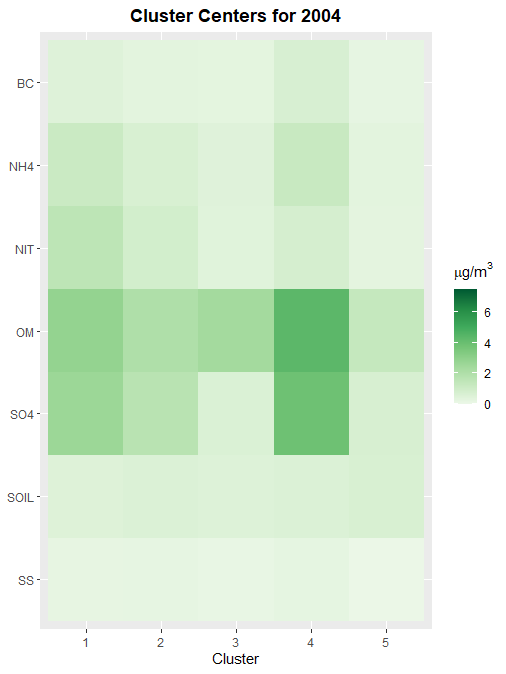 Cluster Centers for 2004
BC
NH4
NIT
OM
SO4
SOIL
SS
1 2 3 4 5
Cluster
μg/m³
6
4
2
0